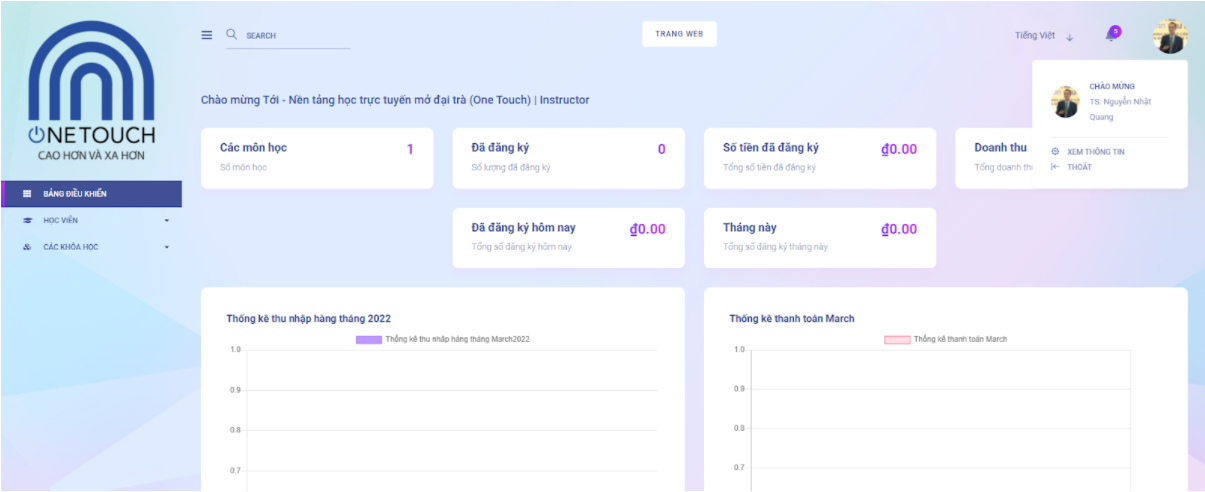 ONETOUCH
CAO HƠN VÀ XA HƠN
SEARCH
TRANG WEB
Tiếng Việt
5
CHÀO MỪNG
TS. Nguyễn Nhật
Quang
XEM THÔNG TIN
THOÁT
BẢNG ĐIỀU KHIỂN
HỌC VIÊN
CÁC KHÓA HỌC
Chào mừng Tới - Nền tảng học trực tuyến mở đại trà (One Touch) | Instructor
Các môn học 1
Số môn học
Đã đăng ký 0
Số lượng đã đăng ký
Số tiền đã đăng ký ₫0.00
Tổng số tiền đã đăng ký
Doanh thu
Tổng doanh
Đã đăng ký hôm nay ₫0.00
Tổng số đăng ký hôm nay
Tháng này ₫0.00
Tổng số đăng ký tháng này
Thống kê thu nhập hàng tháng 2022
Thống kê thu nhập hàng tháng March2022
1.0
0.9
0.8
0.7
Thống kê thanh toán March
Thống kê thanh toán March
1.0
0.9
0.8
0.7